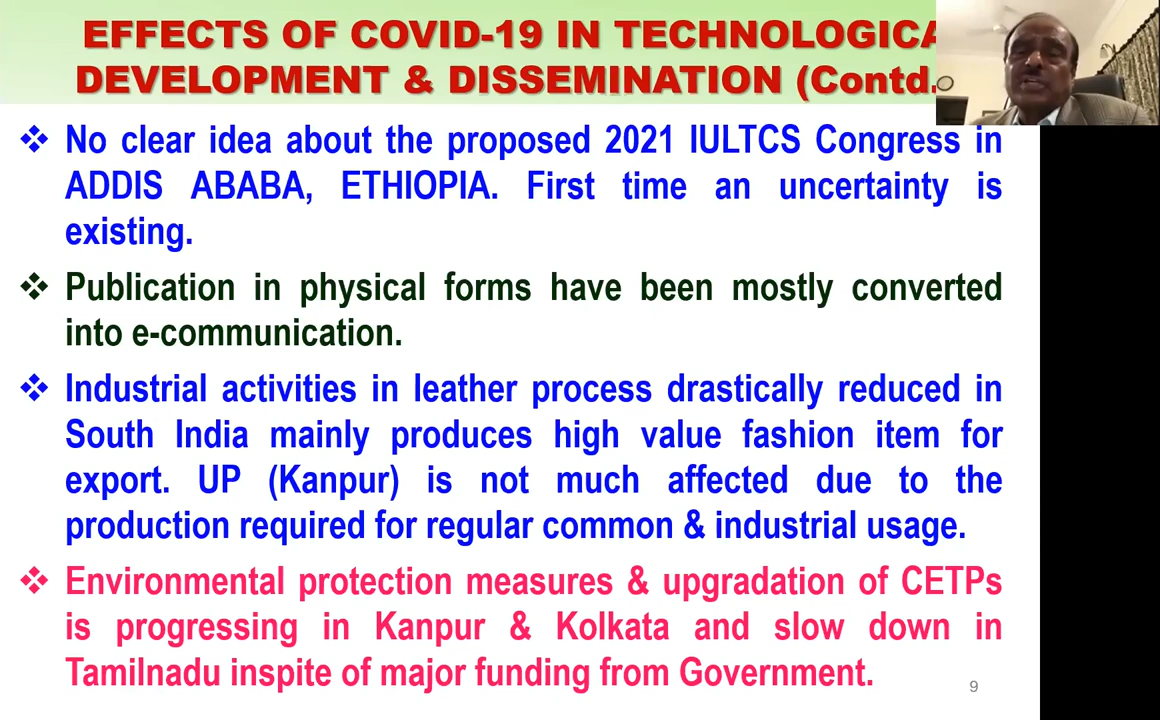 EFFECTS OF COVID-19 IN TECHNOLOGICA
DEVELOPMENT & DISSEMINATION (Contd.
❖ No clear idea about the proposed 2021 IULTCS Congress in
ADDIS ABABA, ETHIOPIA. First time an uncertainty is
existing.
❖ Publication in physical forms have been mostly converted
into e-communication.
❖ Industrial activities in leather process drastically reduced in
South India mainly produces high value fashion item for
export. UP (Kanpur) is not much affected due to the
production required for regular common & industrial usage.
❖ Environmental protection measures & upgradation of CETPs
is progressing in Kanpur & Kolkata and slow down in
Tamilnadu inspite of major funding from Government.
9